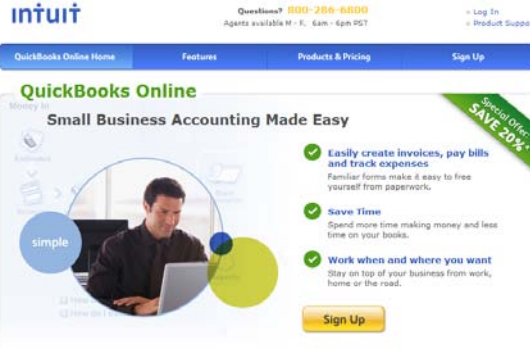 INTUIT
Questions? 800-286-6800
Agents available M - F, 6am - 6pm PST
Log In
Product Suppo
QuickBooks Online Home
Features
Products & Pricing
Sign Up
QuickBooks Online
Special Offer
SAVE 20%*
Money In
Small Business Accounting Made Easy
Easily create invoices, pay bills
and track expenses
Familiar forms make it easy to free
yourself from paperwork.
Save Time
Spend more time making money and less
time on your books.
simple
Work when and where you want
Stay on top of your business from work,
home or the road.
Sign Up